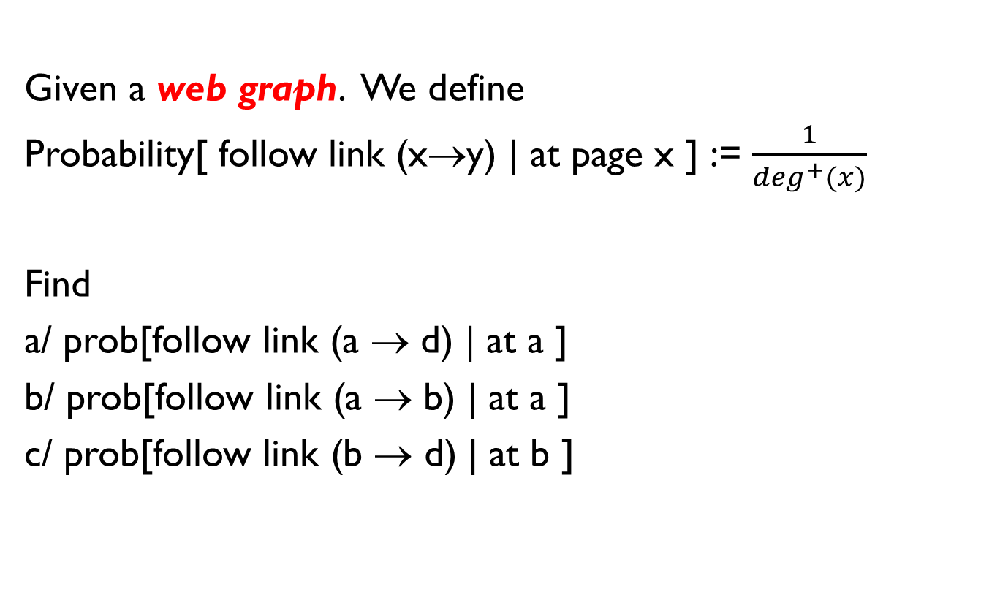 Given a web graph. We define
Probability[ follow link (x→y) | at page x ] := 1/deg⁺(x)
Find
a/ prob[follow link (a → d) | at a ]
b/ prob[follow link (a → b) | at a ]
c/ prob[follow link (b → d) | at b ]